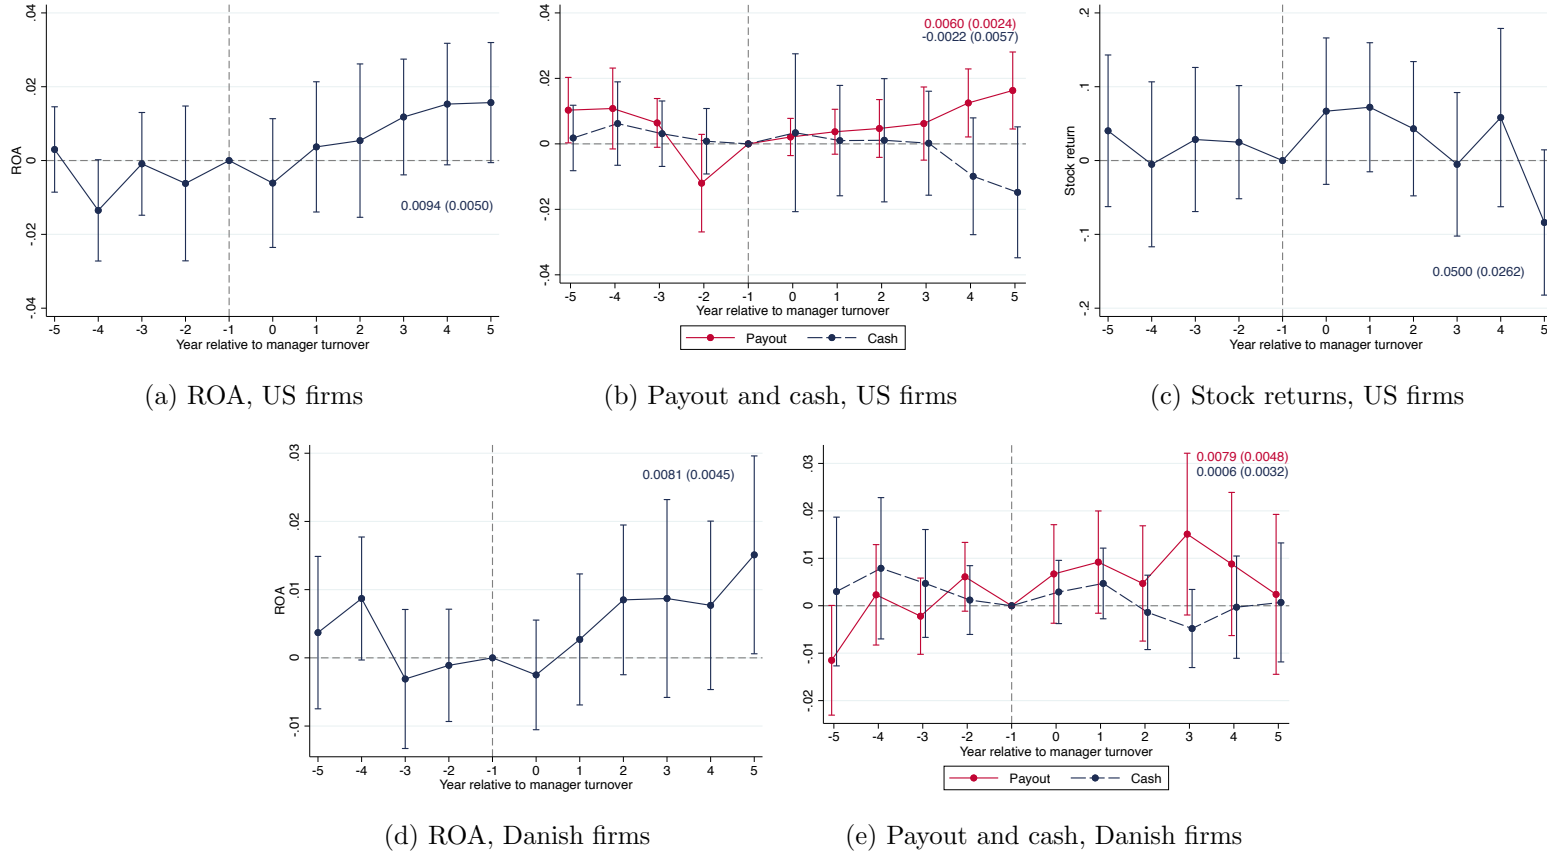 .04
.02
0
-.02
-.04
ROA
0.0094 (0.0050)
-5 -4 -3 -2 -1 0 1 2 3 4 5
Year relative to manager turnover
(a) ROA, US firms
.04
.02
0
-.02
-.04
0.0060 (0.0024)
-0.0022 (0.0057)
-5 -4 -3 -2 -1 0 1 2 3 4 5
Year relative to manager turnover
Payout Cash
(b) Payout and cash, US firms
.2
.1
0
-.1
-.2
Stock return
0.0500 (0.0262)
-5 -4 -3 -2 -1 0 1 2 3 4 5
Year relative to manager turnover
(c) Stock returns, US firms
.03
.02
.01
0
-.01
ROA
0.0081 (0.0045)
-5 -4 -3 -2 -1 0 1 2 3 4 5
Year relative to manager turnover
(d) ROA, Danish firms
.03
.02
.01
0
-.01
-.02
0.0079 (0.0048)
0.0006 (0.0032)
-5 -4 -3 -2 -1 0 1 2 3 4 5
Year relative to manager turnover
Payout Cash
(e) Payout and cash, Danish firms